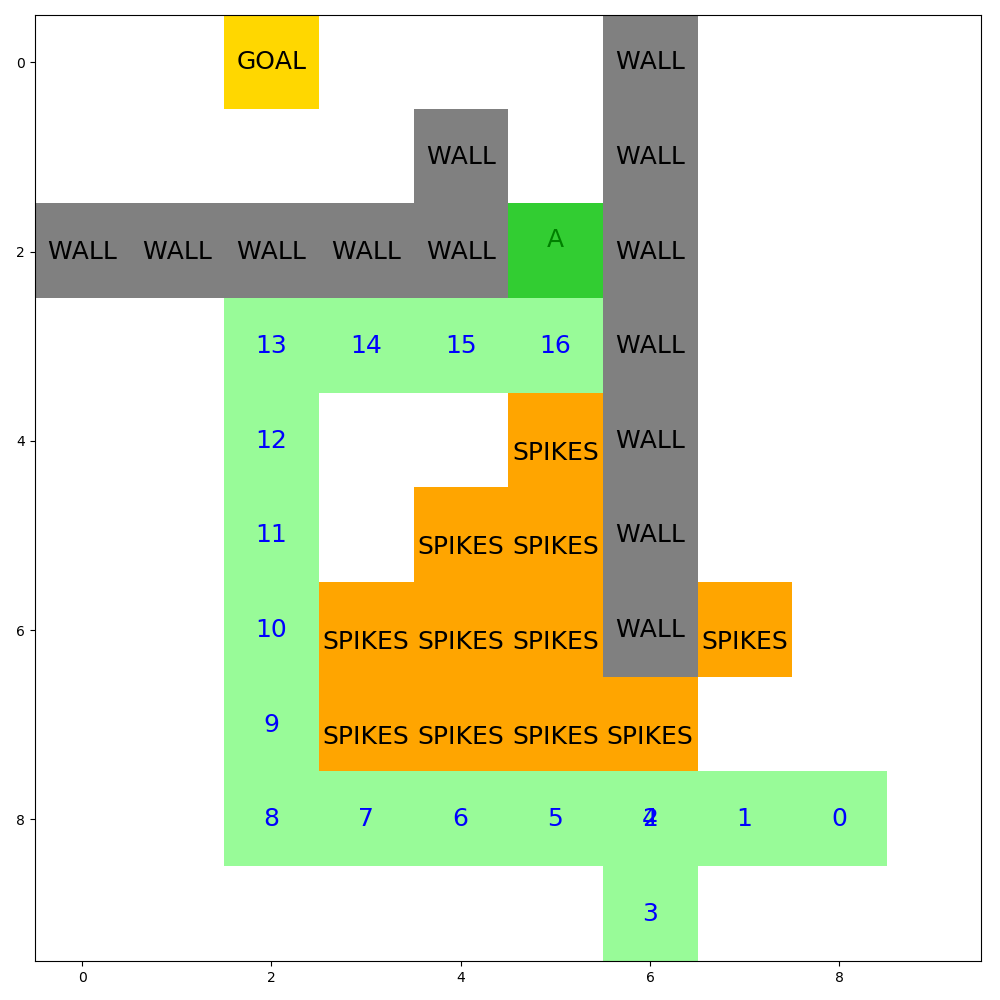 0 GOAL WALL
WALL WALL
2 WALL WALL WALL WALL WALL A WALL
13 14 15 16 WALL
4 12 SPIKES WALL
11 SPIKES SPIKES WALL
6 10 SPIKES SPIKES SPIKES WALL SPIKES
9 SPIKES SPIKES SPIKES SPIKES
8 8 7 6 5 2 4 1 0
3
0 2 4 6 8